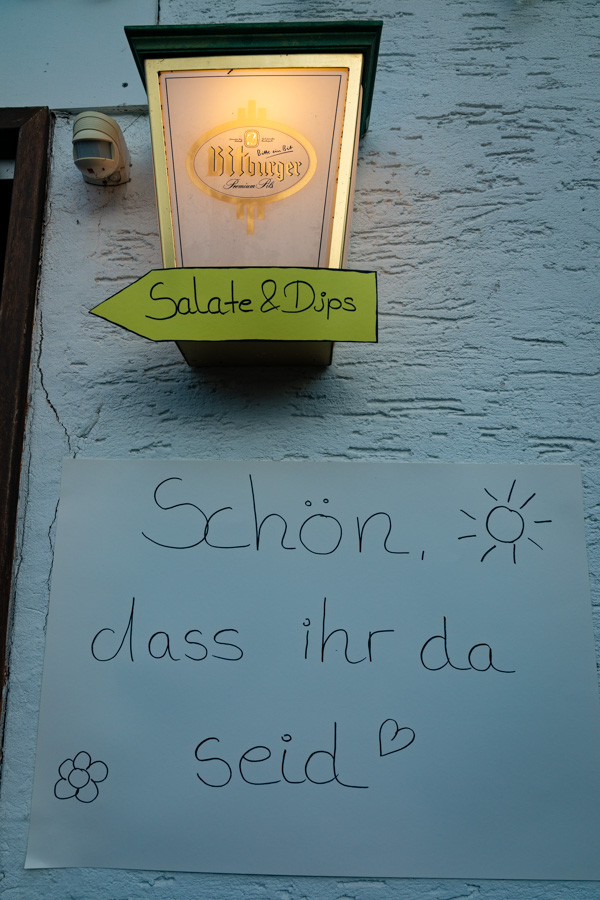 Bitte ein Bit
Bitburger
Premium Pils
Salate & Dips
Schön,
dass ihr da
seid